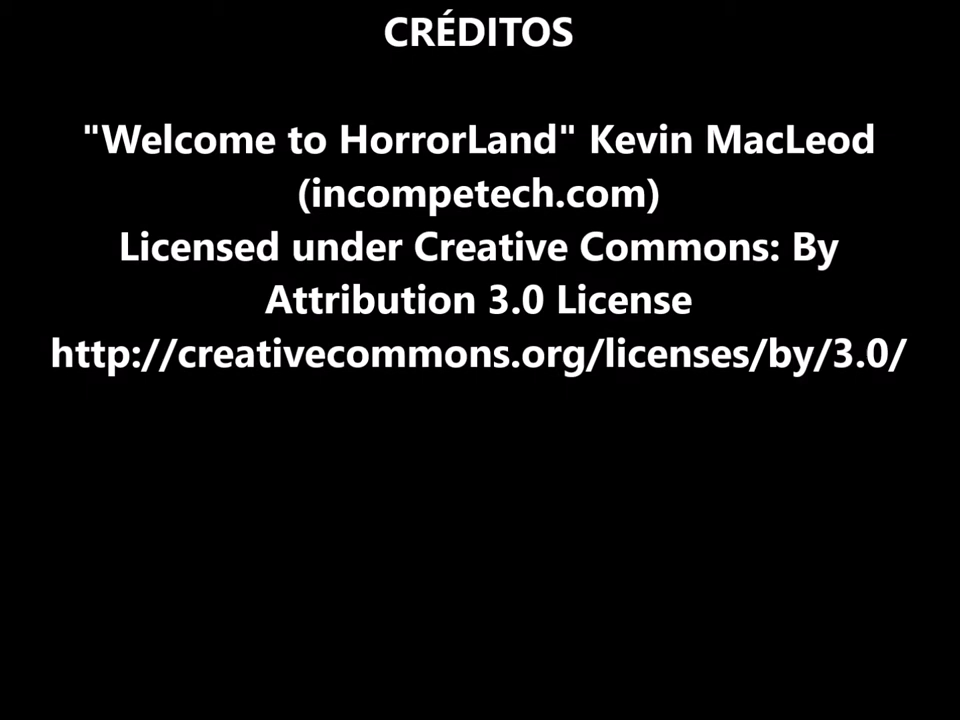 CRÉDITOS
"Welcome to HorrorLand" Kevin MacLeod
(incompetech.com)
Licensed under Creative Commons: By
Attribution 3.0 License
http://creativecommons.org/licenses/by/3.0/